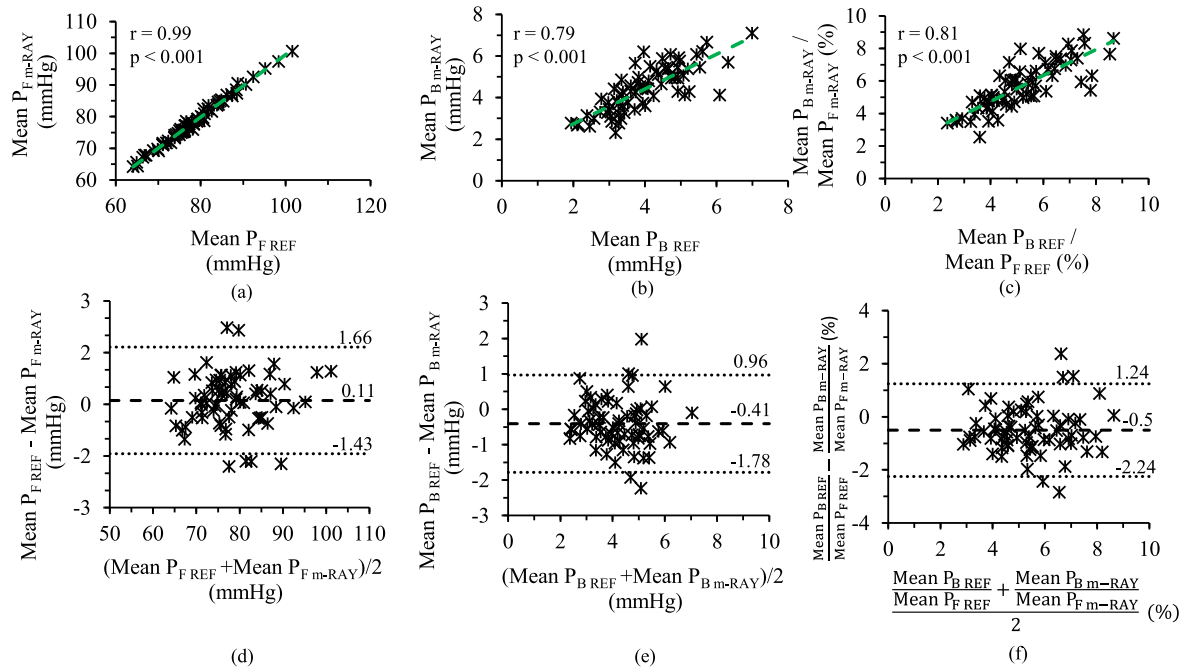 Mean P_F m-RAY
(mmHg)
110
100
90
80
70
60
r = 0.99
p < 0.001
60 80 100 120
Mean P_F REF
(mmHg)
(a)
Mean P_B m-RAY
(mmHg)
8
6
4
2
0
r = 0.79
p < 0.001
0 2 4 6 8
Mean P_B REF
(mmHg)
(b)
Mean P_B m-RAY /
Mean P_F m-RAY (%)
10
8
6
4
2
0
r = 0.81
p < 0.001
0 2 4 6 8 10
Mean P_B REF /
Mean P_F REF (%)
(c)
Mean P_F REF - Mean P_F m-RAY
(mmHg)
3
2
0
-2
-3
1.66
0.11
-1.43
50 60 70 80 90 100 110
(Mean P_F REF +Mean P_F m-RAY)/2
(mmHg)
(d)
Mean P_B REF - Mean P_B m-RAY
(mmHg)
3
2
1
0
-1
-2
-3
0.96
-0.41
-1.78
0 2 4 6 8 10
(Mean P_B REF +Mean P_B m-RAY)/2
(mmHg)
(e)
Mean P_B REF / Mean P_F REF − Mean P_B m−RAY / Mean P_F m−RAY (%)
4
2
0
-2
-4
1.24
-0.5
-2.24
0 2 4 6 8 10
Mean P_B REF + Mean P_B m−RAY
Mean P_F REF Mean P_F m−RAY
2 (%)
(f)